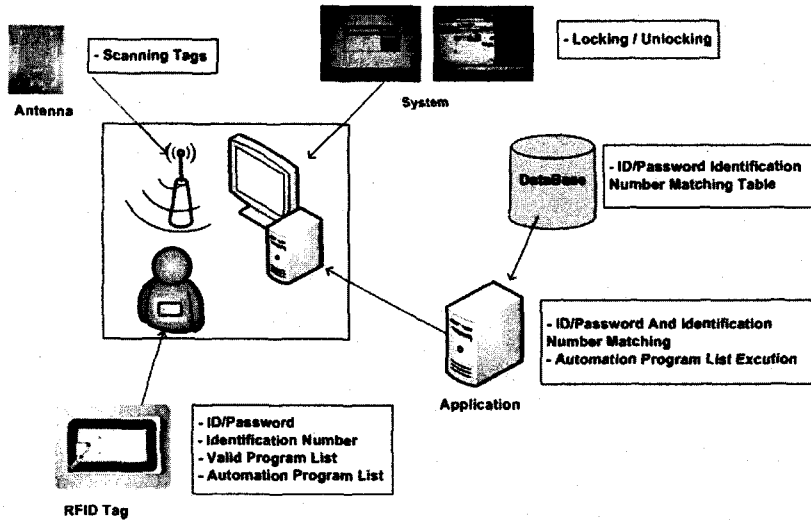 - Scanning Tags
Antenna
- Locking / Unlocking
System
DataBase
- ID/Password Identification
Number Matching Table
- ID/Password And Identification
Number Matching
- Automation Program List Excution
Application
- ID/Password
- Identification Number
- Valid Program List
- Automation Program List
RFID Tag